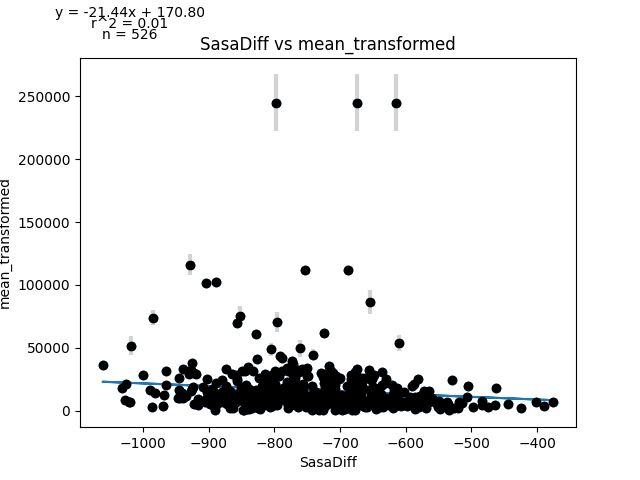 y = -21.44x + 170.80
r^2 = 0.01
n = 526
SasaDiff vs mean_transformed
250000
200000
150000
100000
50000
0
mean_transformed
−1000 −900 −800 −700 −600 −500 −400
SasaDiff